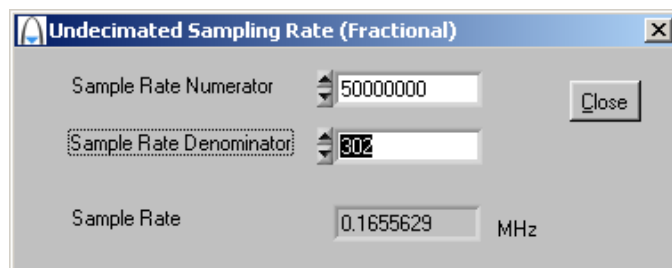 Undecimated Sampling Rate (Fractional)
Sample Rate Numerator 50000000
Close
Sample Rate Denominator 302
Sample Rate 0.1655629 MHz